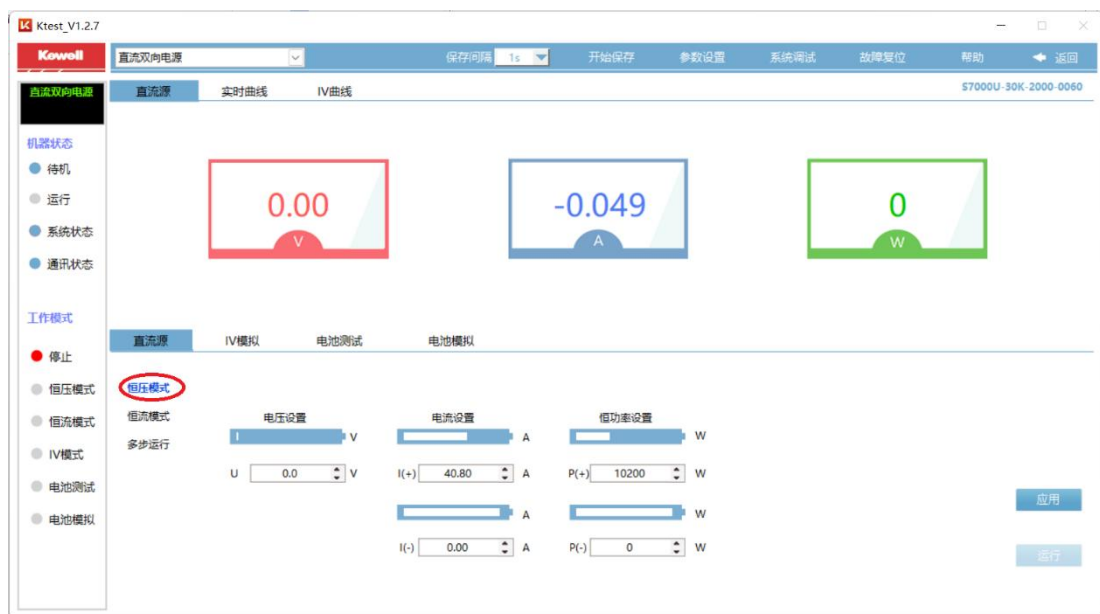 Ktest_V1.2.7
Kewell 直流双向电源 保存间隔 1s 开始保存 参数设置 系统调试 故障复位 帮助 返回
直流双向电源 直流源 实时曲线 IV曲线 S7000U-30K-2000-0060
机器状态
待机
运行
系统状态
通讯状态
0.00
V
-0.049
A
0
W
工作模式
停止
恒压模式
恒流模式
IV模式
电池测试
电池模拟
直流源 IV模拟 电池测试 电池模拟
恒压模式
恒流模式
多步运行
电压设置 电流设置 恒功率设置
V A W
U 0.0 V I(+) 40.80 A P(+) 10200 W
A W
I(-) 0.00 A P(-) 0 W
应用
运行